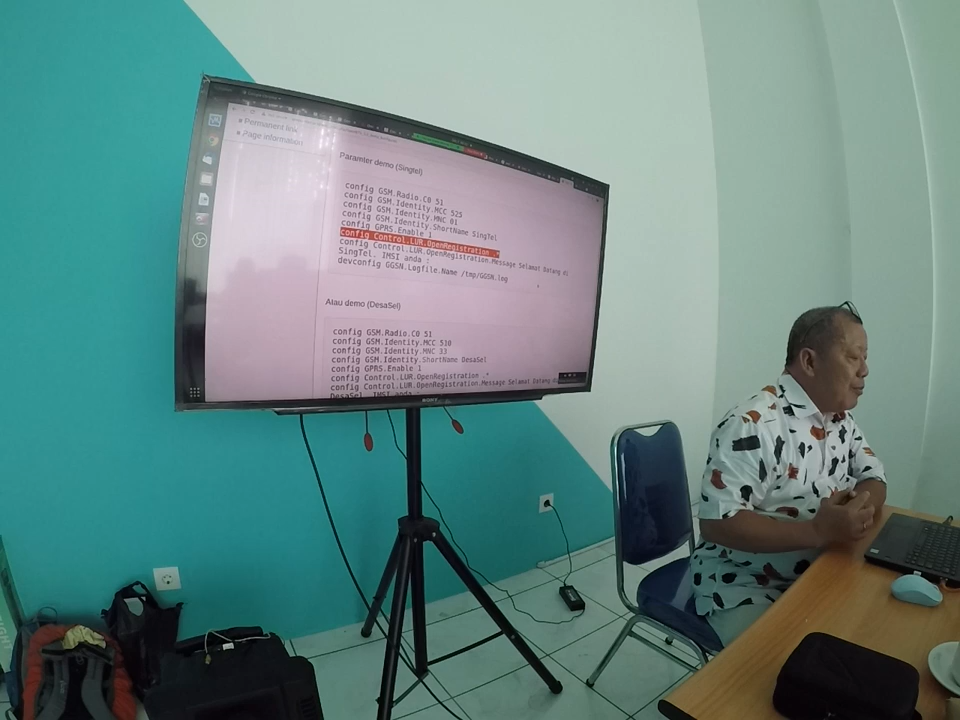 Permanent link
Page information
Paramter demo (Singtel)
config GSM.Radio.C0 51
config GSM.Identity.MCC 525
config GSM.Identity.MNC 01
config GSM.Identity.ShortName SingTel
config GPRS.Enable 1
config Control.LUR.OpenRegistration .*
config Control.LUR.OpenRegistration.Message Selamat Datang di
SingTel. IMSI anda :
devconfig GGSN.Logfile.Name /tmp/GGSN.log
Atau demo (DesaSel)
config GSM.Radio.C0 51
config GSM.Identity.MCC 510
config GSM.Identity.MNC 33
config GSM.Identity.ShortName DesaSel
config GPRS.Enable 1
config Control.LUR.OpenRegistration .*
config Control.LUR.OpenRegistration.Message Selamat Datang di
DesaSel. IMSI anda
SONY